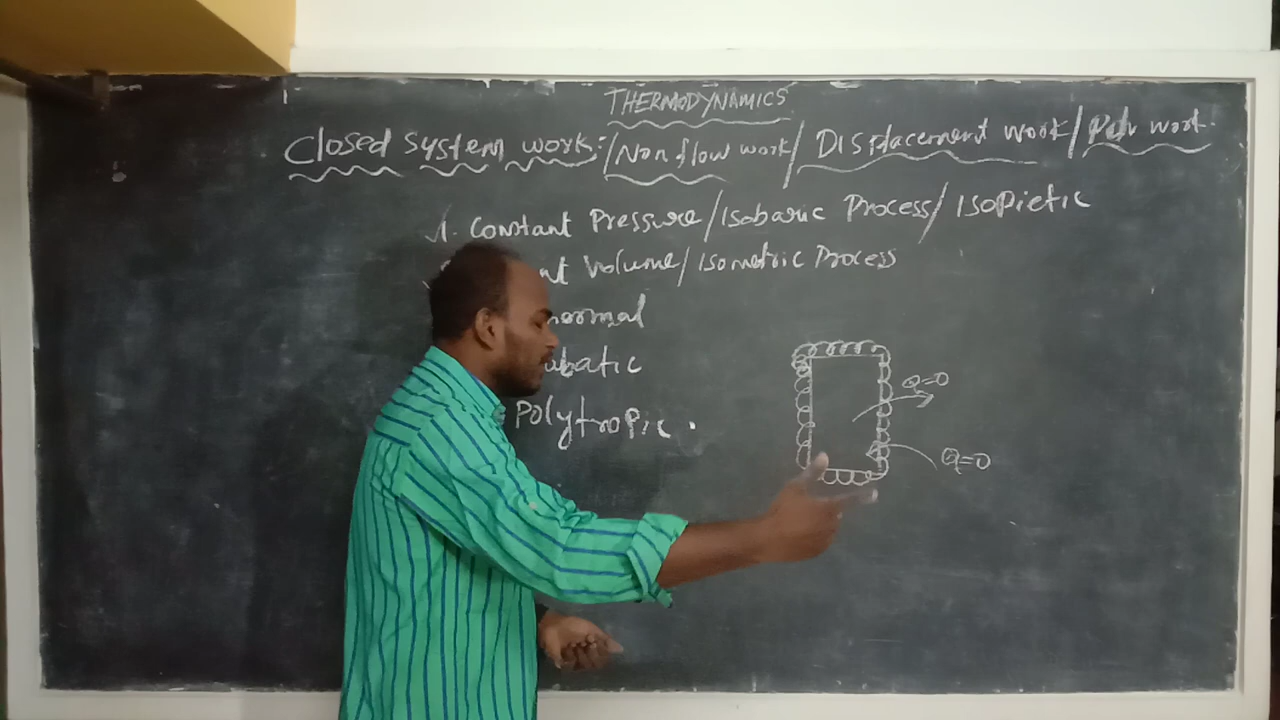 THERMODYNAMICS
Closed system work:/Non flow work/Displacement work/Pdv work.
1. Constant Pressure/Isobaric Process/Isopietic
nt Volume/Isometric Process
hermal
abatic
Polytropic.
Q=0
Q=0